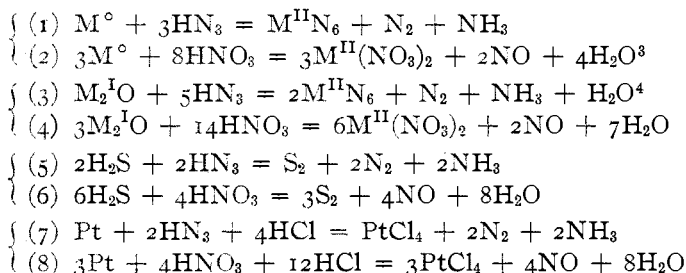 (1) M° + 3HN₃ = MᴵᴵN₆ + N₂ + NH₃
(2) 3M° + 8HNO₃ = 3Mᴵᴵ(NO₃)₂ + 2NO + 4H₂O³
(3) M₂ᴵO + 5HN₃ = 2MᴵᴵN₆ + N₂ + NH₃ + H₂O⁴
(4) 3M₂ᴵO + 14HNO₃ = 6Mᴵᴵ(NO₃)₂ + 2NO + 7H₂O
(5) 2H₂S + 2HN₃ = S₂ + 2N₂ + 2NH₃
(6) 6H₂S + 4HNO₃ = 3S₂ + 4NO + 8H₂O
(7) Pt + 2HN₃ + 4HCl = PtCl₄ + 2N₂ + 2NH₃
(8) 3Pt + 4HNO₃ + 12HCl = 3PtCl₄ + 4NO + 8H₂O